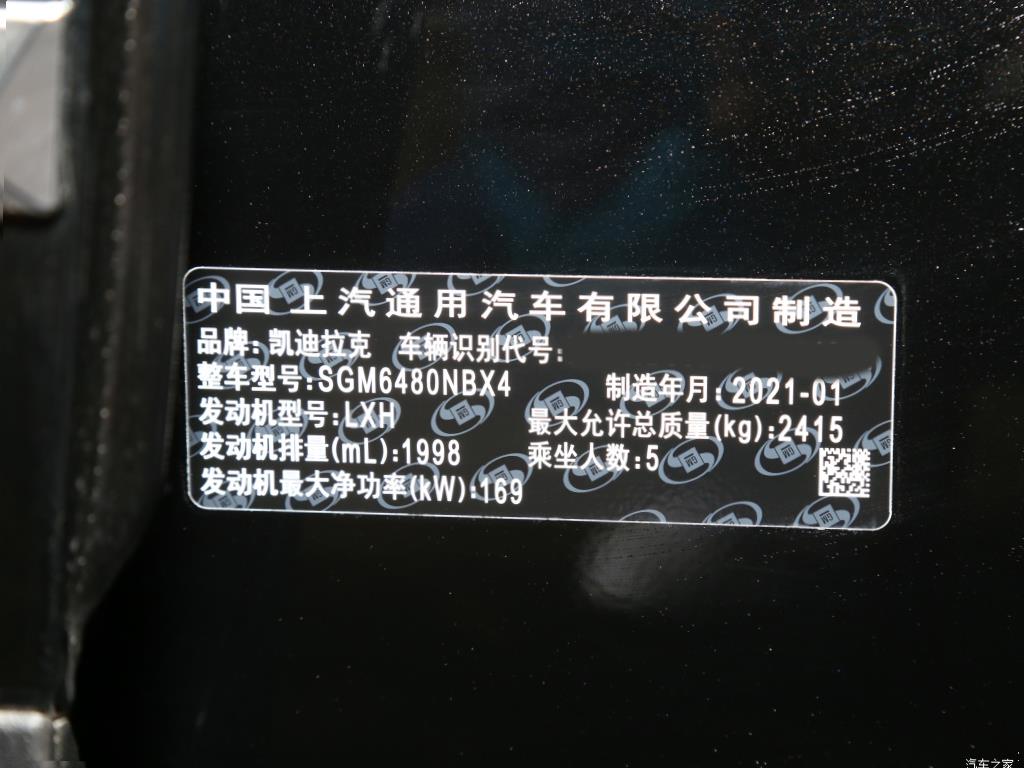 中国 上汽通用汽车有限公司制造
品牌:凯迪拉克 车辆识别代号:
整车型号:SGM6480NBX4 制造年月:2021-01
发动机型号:LXH 最大允许总质量(kg):2415
发动机排量(mL):1998 乘坐人数:5
发动机最大净功率(kW):169
汽车之家